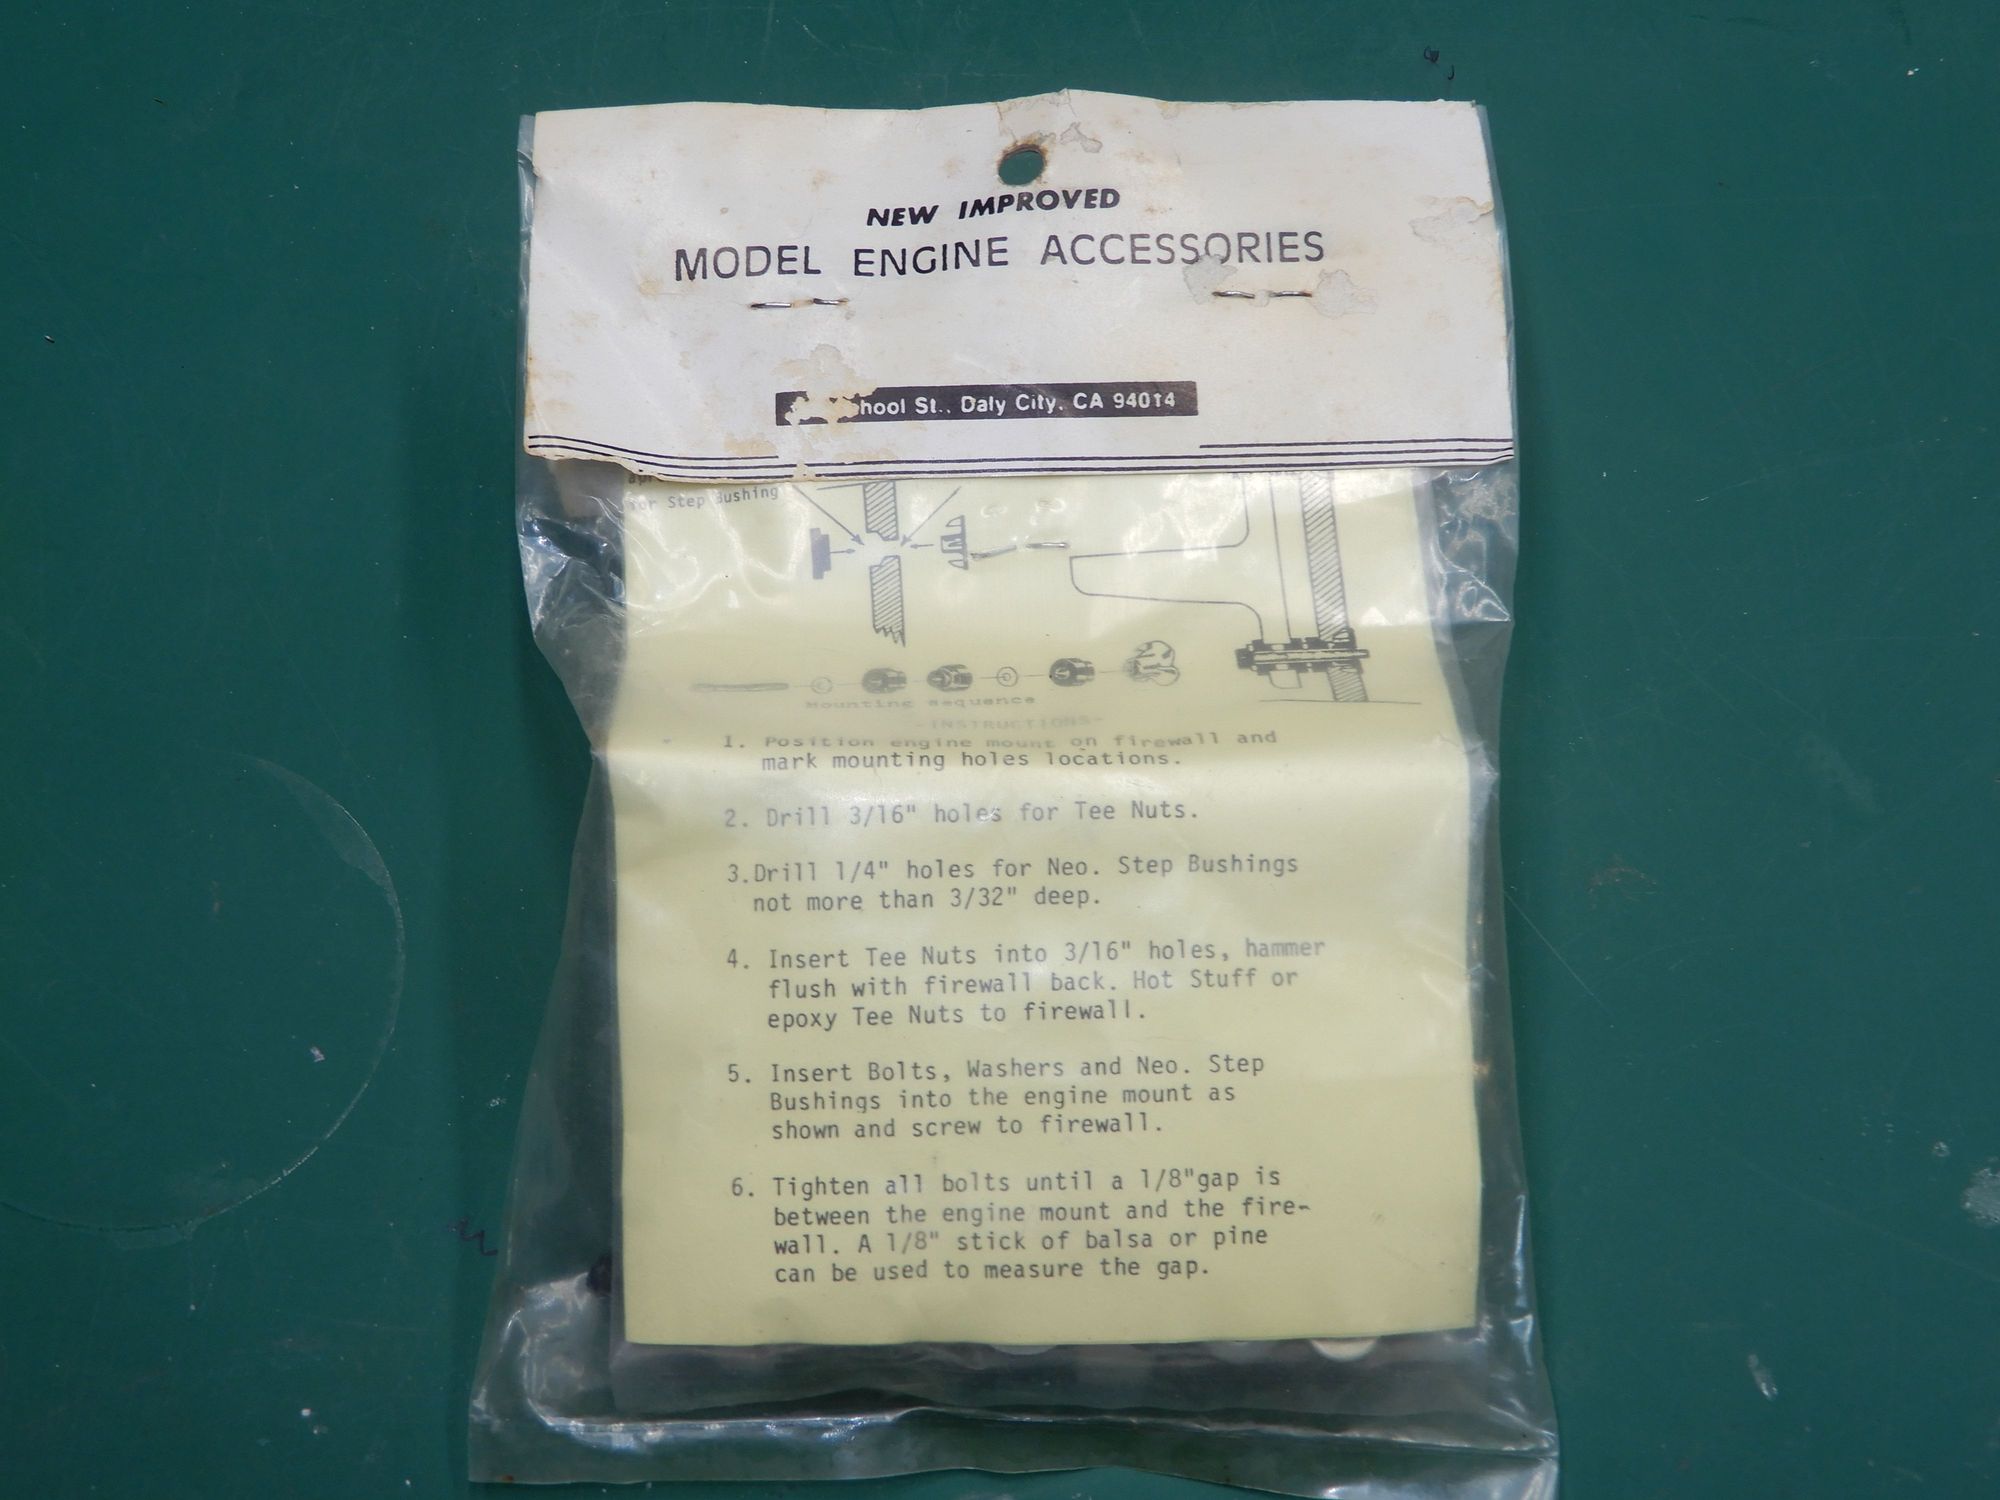 NEW IMPROVED
MODEL ENGINE ACCESSORIES
St., Daly City, CA 94014
for Step Bushing
Mounting sequence
-INSTRUCTIONS-
1. Position engine mount on firewall and
mark mounting holes locations.
2. Drill 3/16" holes for Tee Nuts.
3.Drill 1/4" holes for Neo. Step Bushings
not more than 3/32" deep.
4. Insert Tee Nuts into 3/16" holes, hammer
flush with firewall back. Hot Stuff or
epoxy Tee Nuts to firewall.
5. Insert Bolts, Washers and Neo. Step
Bushings into the engine mount as
shown and screw to firewall.
6. Tighten all bolts until a 1/8"gap is
between the engine mount and the fire-
wall. A 1/8" stick of balsa or pine
can be used to measure the gap.